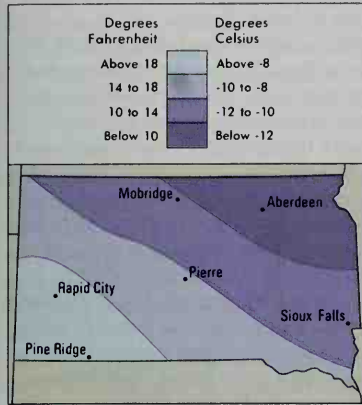 Degrees Fahrenheit
Degrees Celsius
Above 18
Above -8
14 to 18
-10 to -8
10 to 14
-12 to -10
Below 10
Below -12
Mobridge
Aberdeen
Pierre
Rapid City
Sioux Falls
Pine Ridge